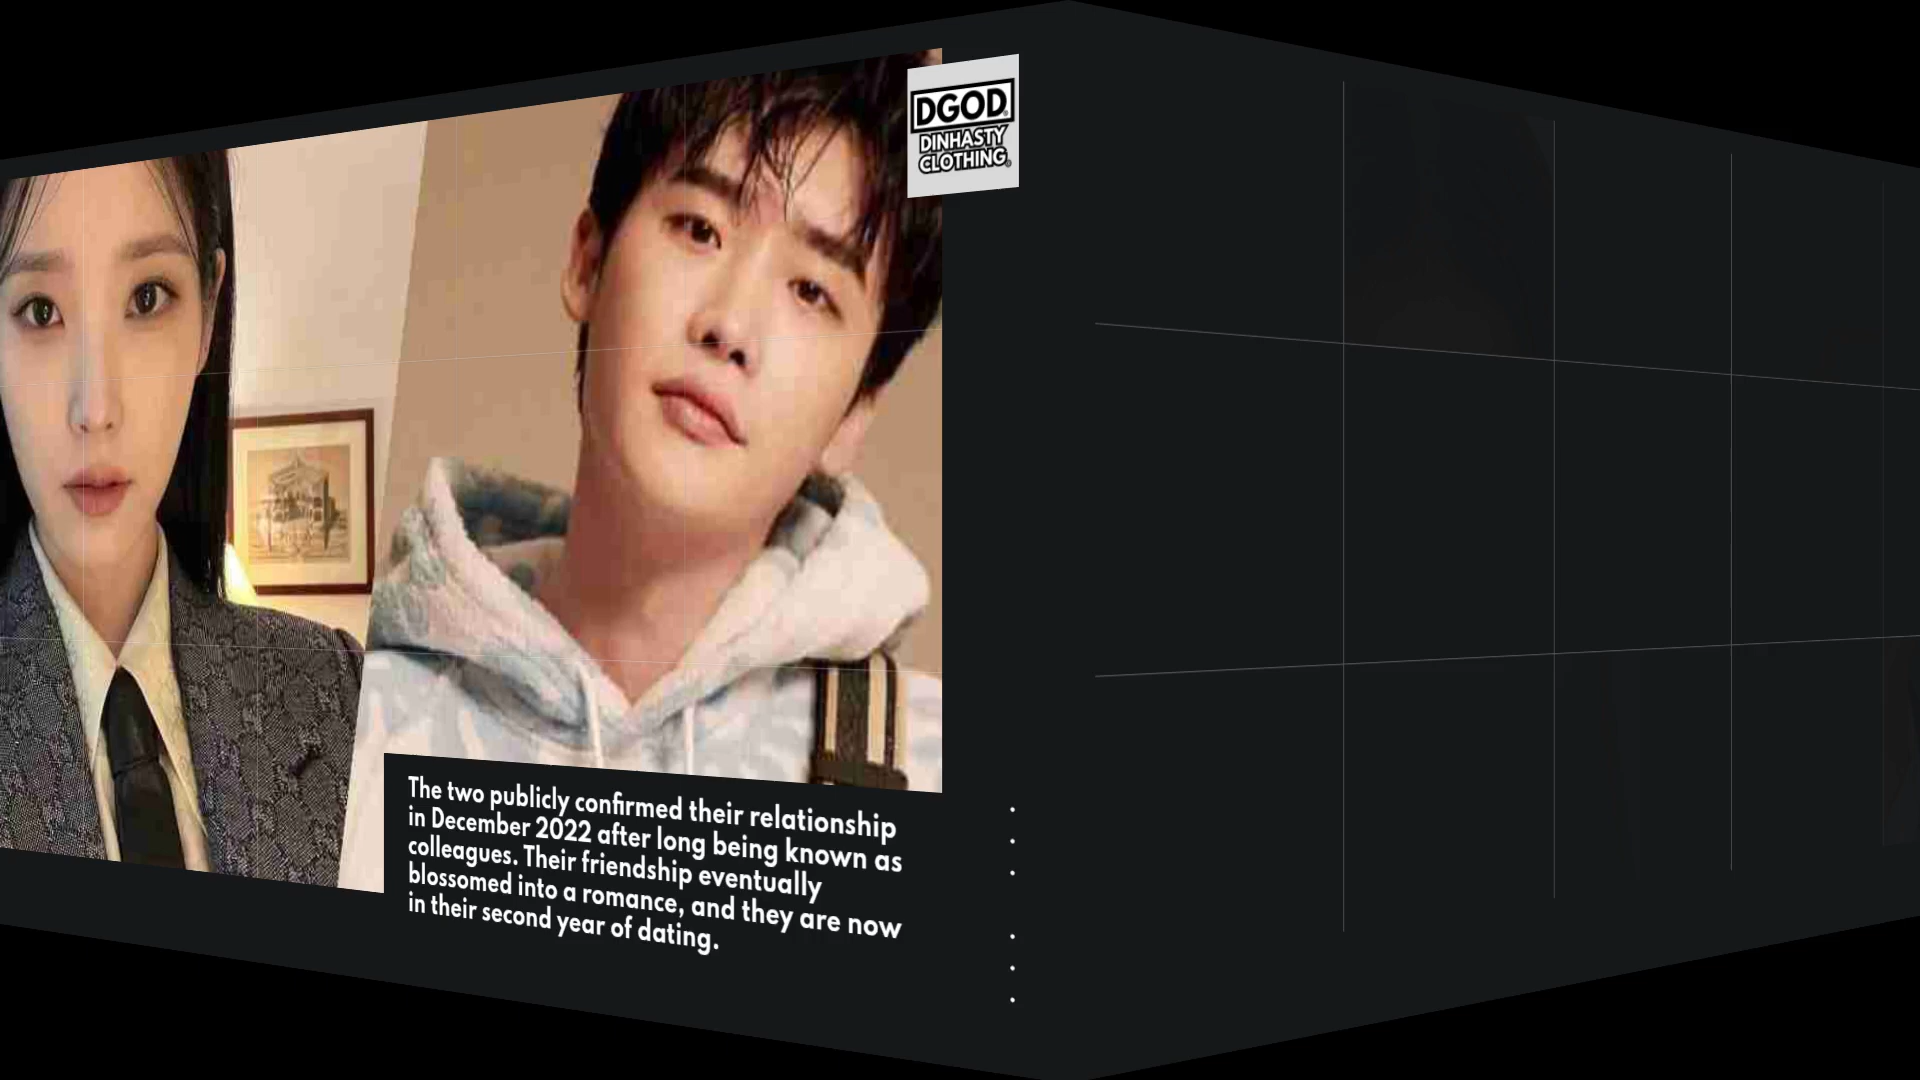 DGOD
DINHASTY
CLOTHING
The two publicly confirmed their relationship
in December 2022 after long being known as
colleagues. Their friendship eventually
blossomed into a romance, and they are now
in their second year of dating.